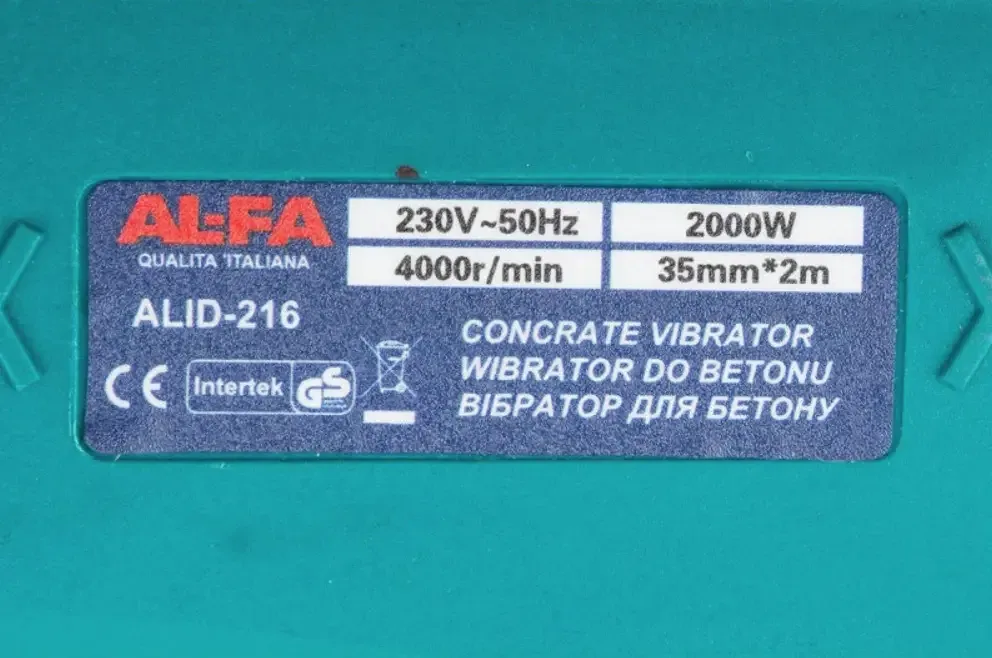 AL-FA
QUALITA 'ITALIANA
230V~50Hz
2000W
4000r/min
35mm*2m
ALID-216
CE
Intertek GS
CONCRATE VIBRATOR
WIBRATOR DO BETONU
ВІБРАТОР ДЛЯ БЕТОНУ